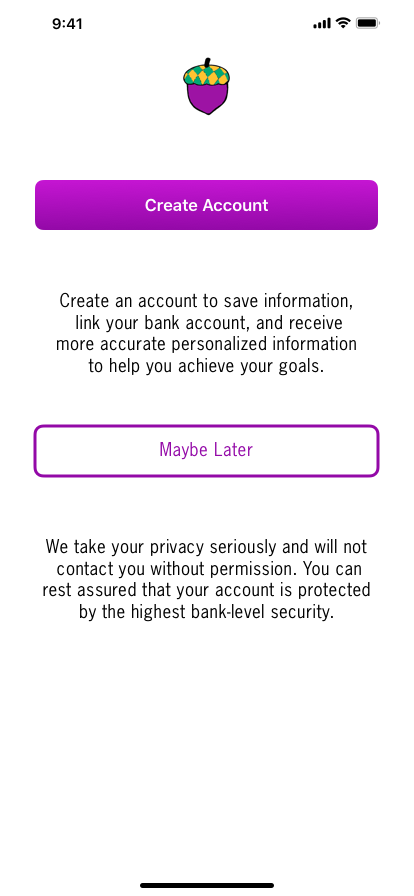 9:41
Create Account
Create an account to save information,
link your bank account, and receive
more accurate personalized information
to help you achieve your goals.
Maybe Later
We take your privacy seriously and will not
contact you without permission. You can
rest assured that your account is protected
by the highest bank-level security.